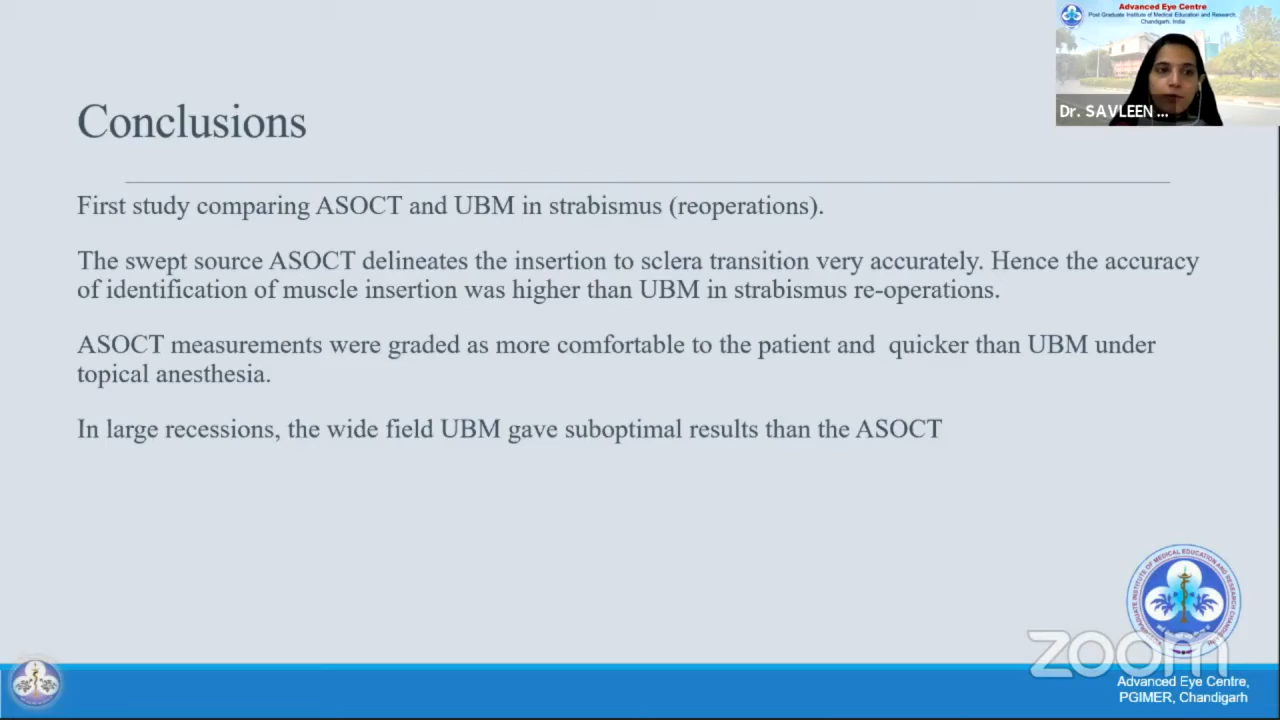 Advanced Eye Centre
Post Graduate Institute of Medical Education and Research,
Chandigarh, India
Dr. SAVLEEN ...
Conclusions
First study comparing ASOCT and UBM in strabismus (reoperations).
The swept source ASOCT delineates the insertion to sclera transition very accurately. Hence the accuracy
of identification of muscle insertion was higher than UBM in strabismus re-operations.
ASOCT measurements were graded as more comfortable to the patient and  quicker than UBM under
topical anesthesia.
In large recessions, the wide field UBM gave suboptimal results than the ASOCT
zoom
Advanced Eye Centre,
PGIMER, Chandigarh